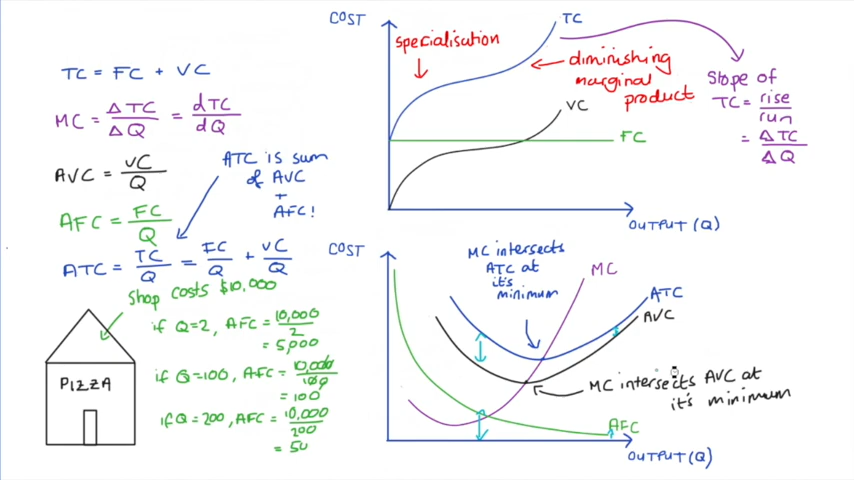 TC = FC + VC
MC = ΔTC/ΔQ = dTC/dQ
AVC = VC/Q
AFC = FC/Q
ATC = TC/Q = FC/Q + VC/Q
ATC is sum
of AVC
+
AFC!
Shop costs $10,000
PIZZA
if Q=2, AFC = 10,000/2
= 5,000
if Q=100, AFC = 10,000/100
= 100
if Q=200, AFC = 10,000/200
= 50
COST
TC
specialisation
diminishing
marginal
product
VC
FC
OUTPUT (Q)
Slope of
TC = rise/run
= ΔTC/ΔQ
COST
MC intersects
ATC at
it's
minimum
MC
ATC
AVC
MC intersects AVC at
it's minimum
AFC
OUTPUT (Q)